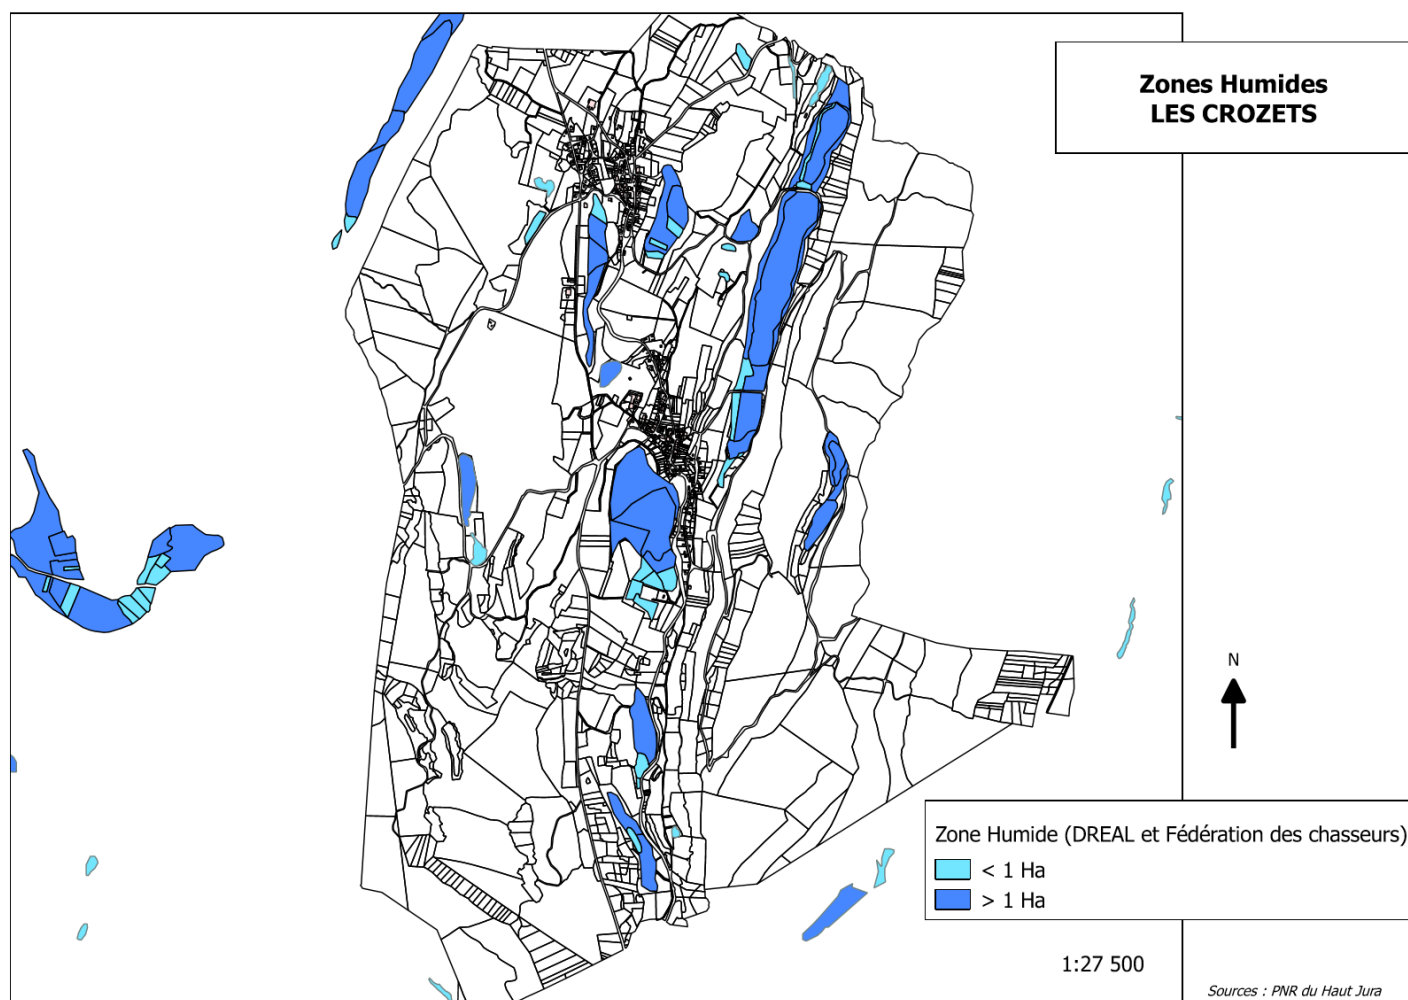 Zones Humides
LES CROZETS
N
Zone Humide (DREAL et Fédération des chasseurs)
< 1 Ha
> 1 Ha
1:27 500
Sources : PNR du Haut Jura